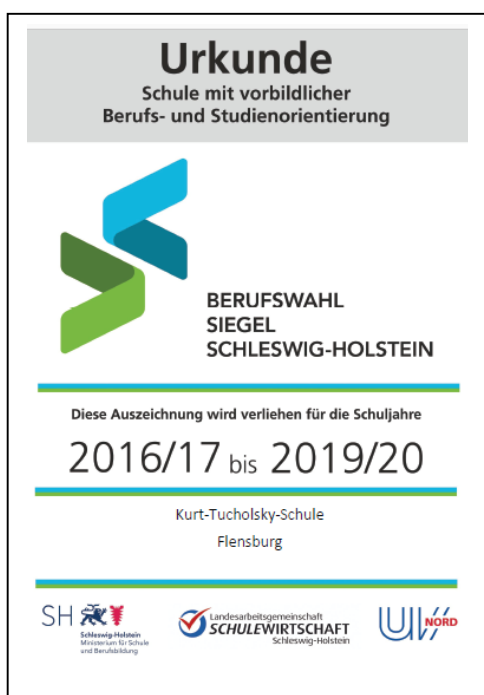 Urkunde
Schule mit vorbildlicher
Berufs- und Studienorientierung
BERUFSWAHL
SIEGEL
SCHLESWIG-HOLSTEIN
Diese Auszeichnung wird verliehen für die Schuljahre
2016/17 bis 2019/20
Kurt-Tucholsky-Schule
Flensburg
SH
Schleswig-Holstein
Ministerium für Schule
und Berufsbildung
Landesarbeitsgemeinschaft
SCHULEWIRTSCHAFT
Schleswig-Holstein
UV NORD